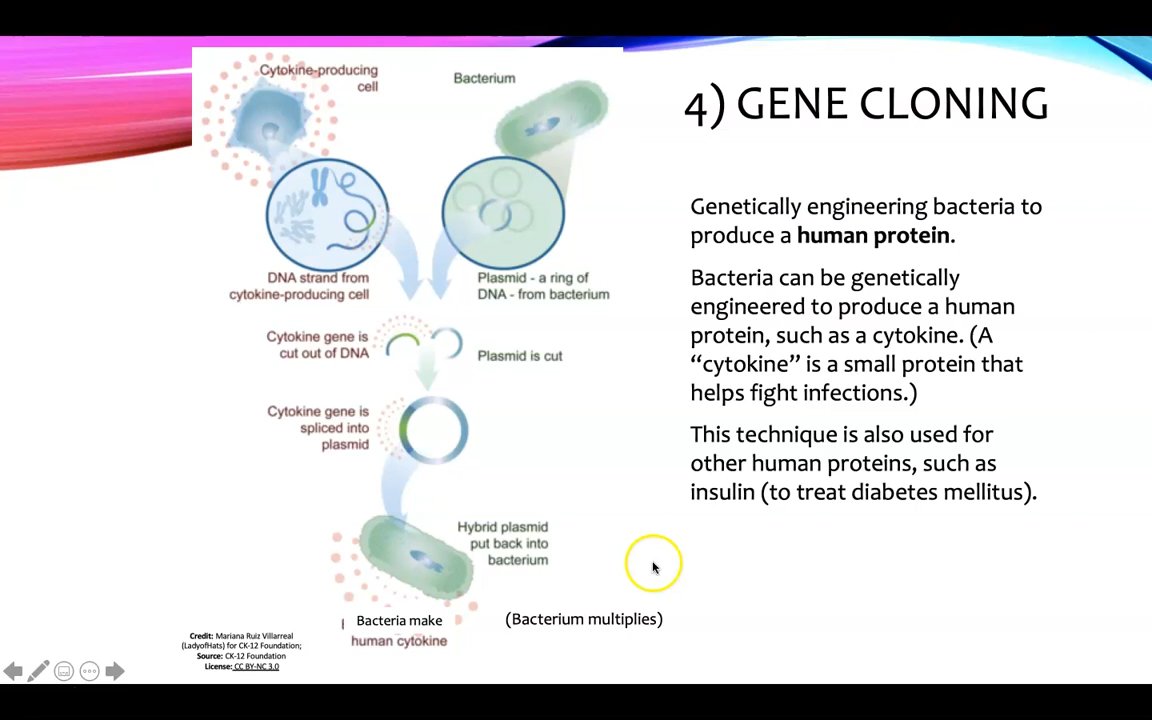 Cytokine-producing
cell
Bacterium
DNA strand from
cytokine-producing cell
Plasmid - a ring of
DNA - from bacterium
Cytokine gene is
cut out of DNA
Plasmid is cut
Cytokine gene is
spliced into
plasmid
Hybrid plasmid
put back into
bacterium
Bacteria make
human cytokine
(Bacterium multiplies)
Credit: Mariana Ruiz Villarreal
(LadyofHats) for CK-12 Foundation;
Source: CK-12 Foundation
License: CC BY-NC 3.0
4) GENE CLONING
Genetically engineering bacteria to
produce a human protein.
Bacteria can be genetically
engineered to produce a human
protein, such as a cytokine. (A
“cytokine” is a small protein that
helps fight infections.)
This technique is also used for
other human proteins, such as
insulin (to treat diabetes mellitus).